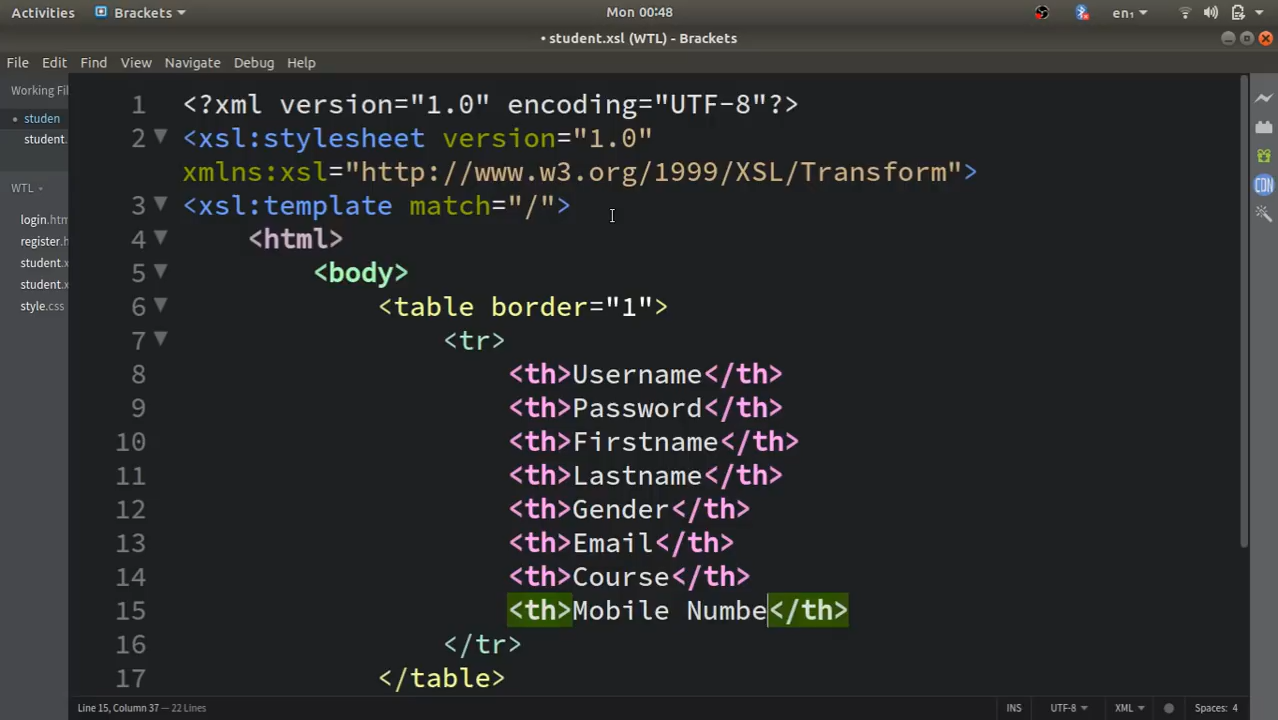 Activities Brackets Mon 00:48 en₁
• student.xsl (WTL) - Brackets
File Edit Find View Navigate Debug Help
Working Fil
• studen
student.
WTL
login.htm
register.h
student.x
student.x
style.css
1 <?xml version="1.0" encoding="UTF-8"?>
2 <xsl:stylesheet version="1.0"
xmlns:xsl="http://www.w3.org/1999/XSL/Transform">
3 <xsl:template match="/">
4 <html>
5 <body>
6 <table border="1">
7 <tr>
8 <th>Username</th>
9 <th>Password</th>
10 <th>Firstname</th>
11 <th>Lastname</th>
12 <th>Gender</th>
13 <th>Email</th>
14 <th>Course</th>
15 <th>Mobile Numbe</th>
16 </tr>
17 </table>
CDN
Line 15, Column 37 — 22 Lines INS UTF-8 XML Spaces: 4